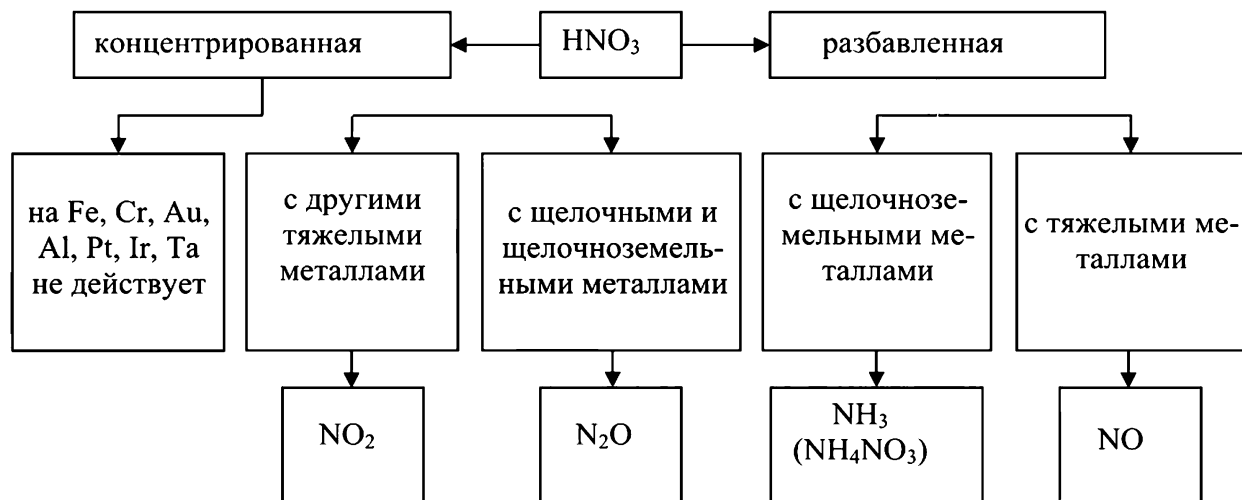 концентрированная
HNO₃
разбавленная
на Fe, Cr, Au,
Al, Pt, Ir, Ta
не действует
с другими
тяжелыми
металлами
с щелочными и
щелочноземель-
ными металлами
с щелочнозе-
мельными ме-
таллами
с тяжелыми ме-
таллами
NO₂
N₂O
NH₃
(NH₄NO₃)
NO